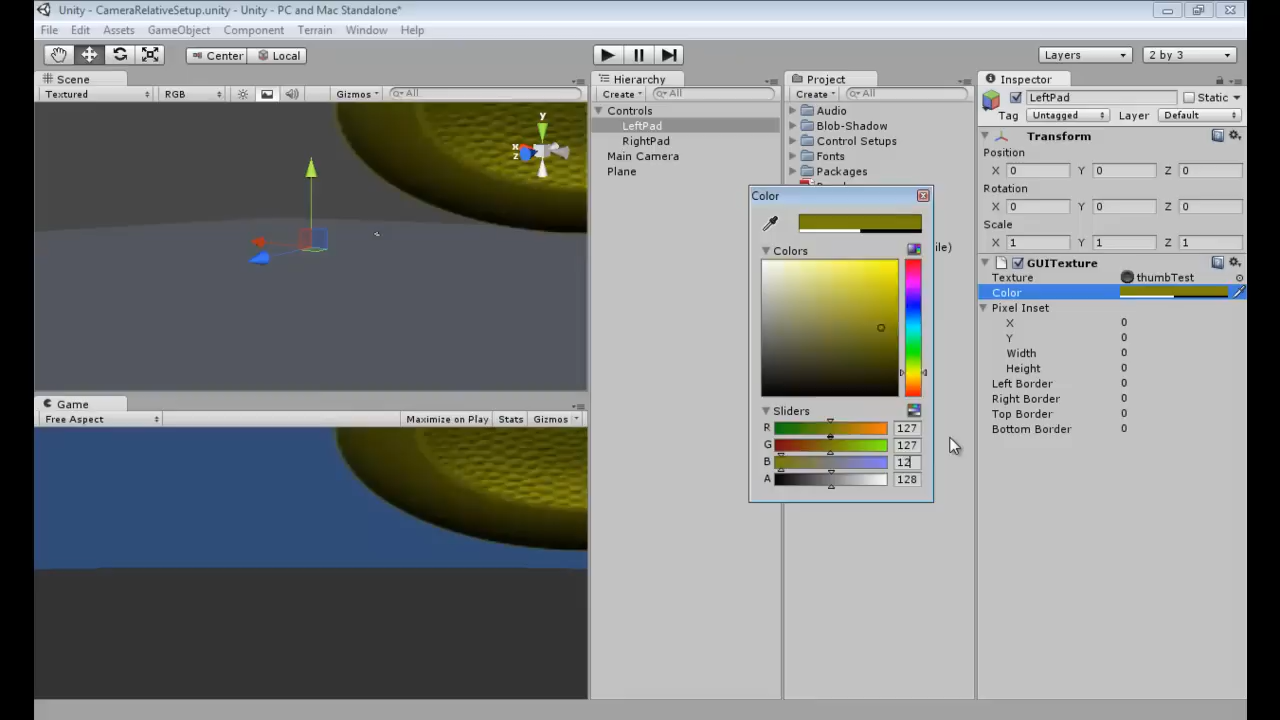 Unity - CameraRelativeSetup.unity - Unity - PC and Mac Standalone*
File Edit Assets GameObject Component Terrain Window Help
Center Local Layers 2 by 3
Scene
Textured RGB Gizmos All
y
x
z
Game
Free Aspect Maximize on Play Stats Gizmos
Hierarchy
Create All
Controls
LeftPad
RightPad
Main Camera
Plane
Project
Create All
Audio
Blob-Shadow
Control Setups
Fonts
Packages
ile)
Color
Colors
Sliders
R 127
G 127
B 12
A 128
Inspector
LeftPad Static
Tag Untagged Layer Default
Transform
Position
X 0 Y 0 Z 0
Rotation
X 0 Y 0 Z 0
Scale
X 1 Y 1 Z 1
GUITexture
Texture thumbTest
Color
Pixel Inset
X 0
Y 0
Width 0
Height 0
Left Border 0
Right Border 0
Top Border 0
Bottom Border 0